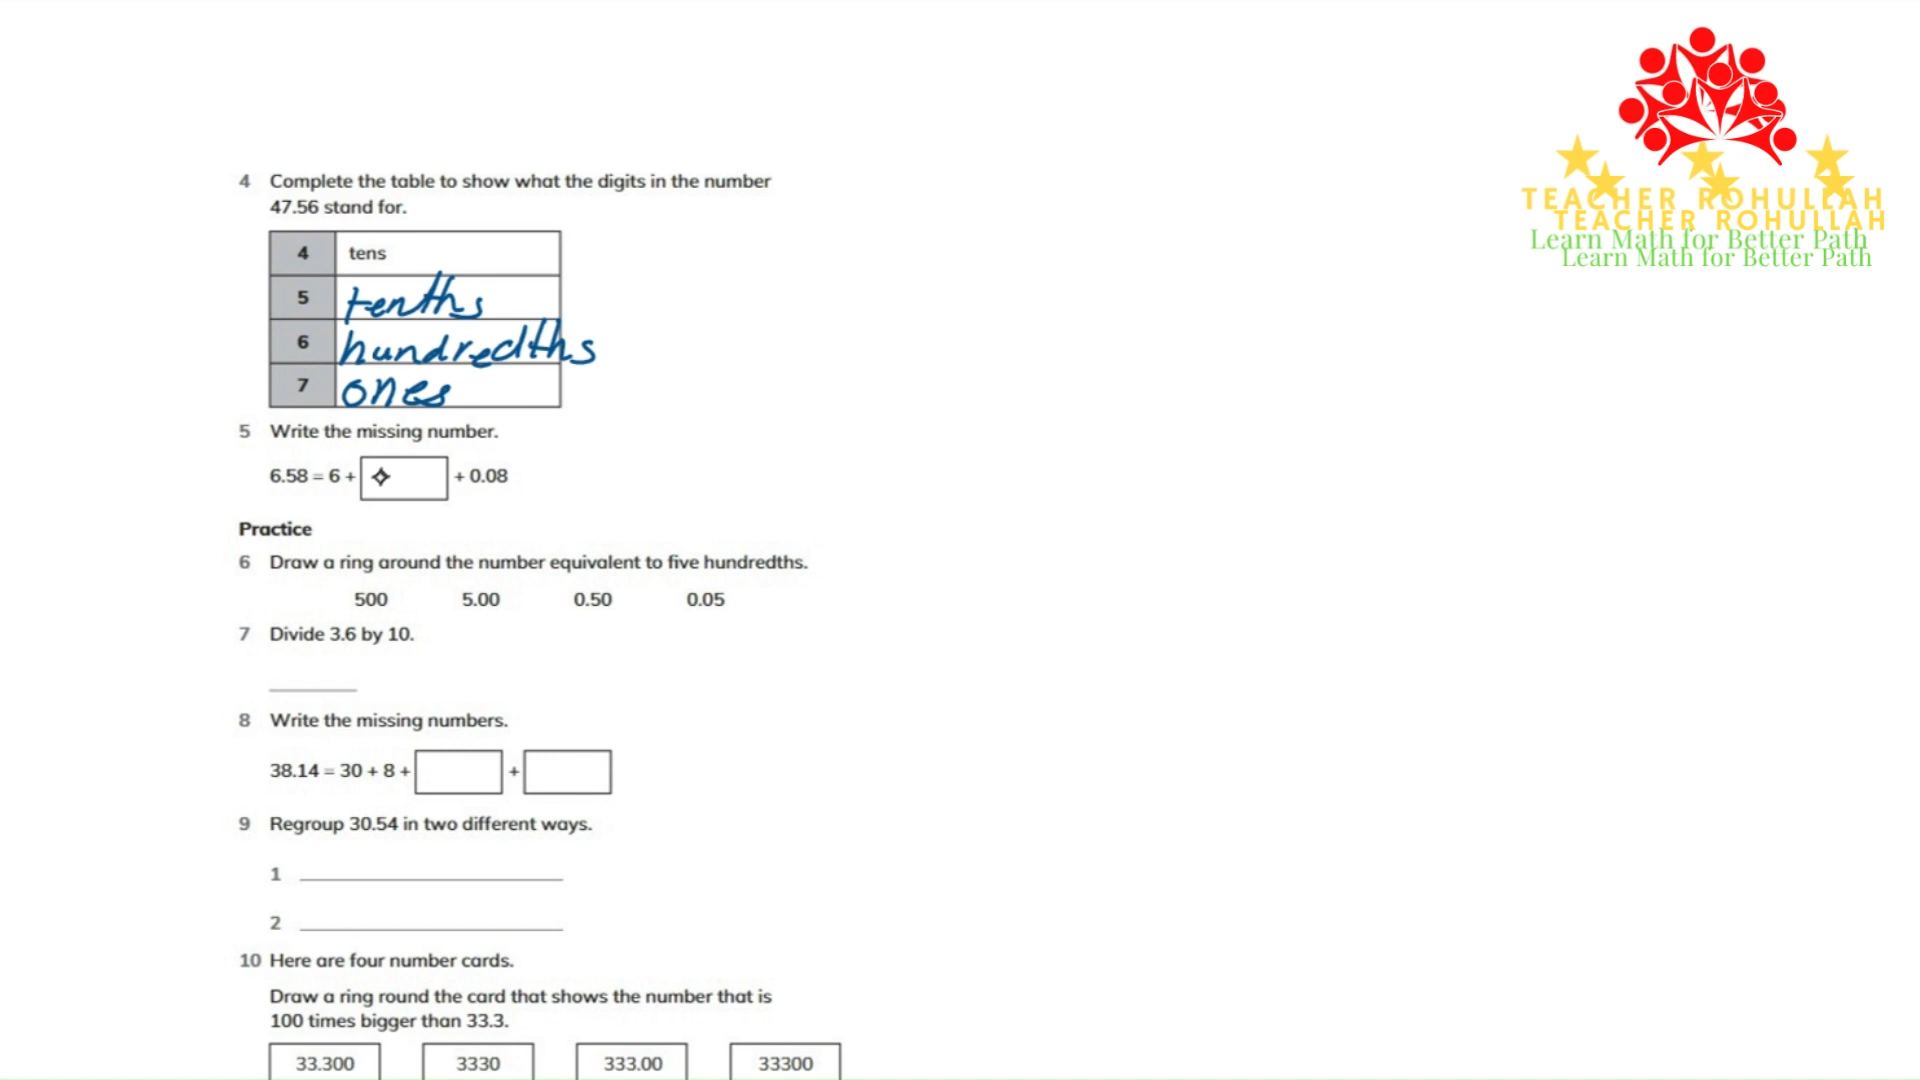 TEACHER ROHULLAH
TEACHER ROHULLAH
Learn Math for Better Path
Learn Math for Better Path
4 Complete the table to show what the digits in the number
47.56 stand for.
4 tens
5 tenths
6 hundredths
7 ones
5 Write the missing number.
6.58 = 6 + + 0.08
Practice
6 Draw a ring around the number equivalent to five hundredths.
500 5.00 0.50 0.05
7 Divide 3.6 by 10.
8 Write the missing numbers.
38.14 = 30 + 8 + +
9 Regroup 30.54 in two different ways.
1
2
10 Here are four number cards.
Draw a ring round the card that shows the number that is
100 times bigger than 33.3.
33.300 3330 333.00 33300